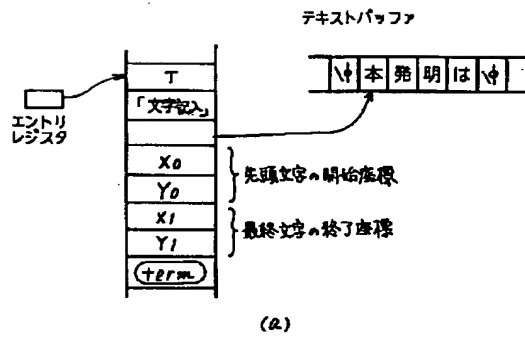 テキストバッファ
本発明は
エントリ
レジスタ
T
「文字記入」
X0
Y0
X1
Y1
term
先頭文字の開始座標
最終文字の終了座標
(a)